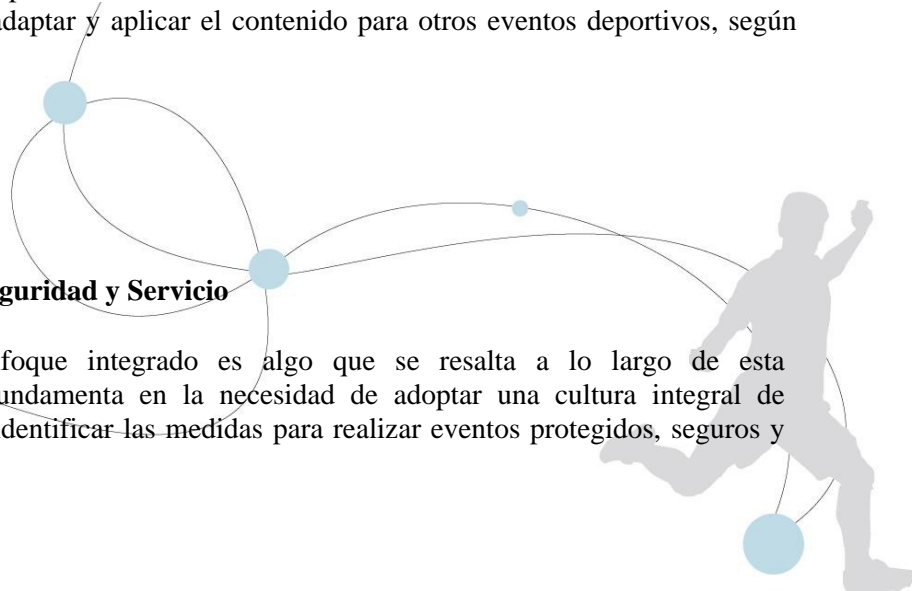 adaptar y aplicar el contenido para otros eventos deportivos, según
guridad y Servicio
foque integrado es algo que se resalta a lo largo de esta
undamenta en la necesidad de adoptar una cultura integral de
identificar las medidas para realizar eventos protegidos, seguros y